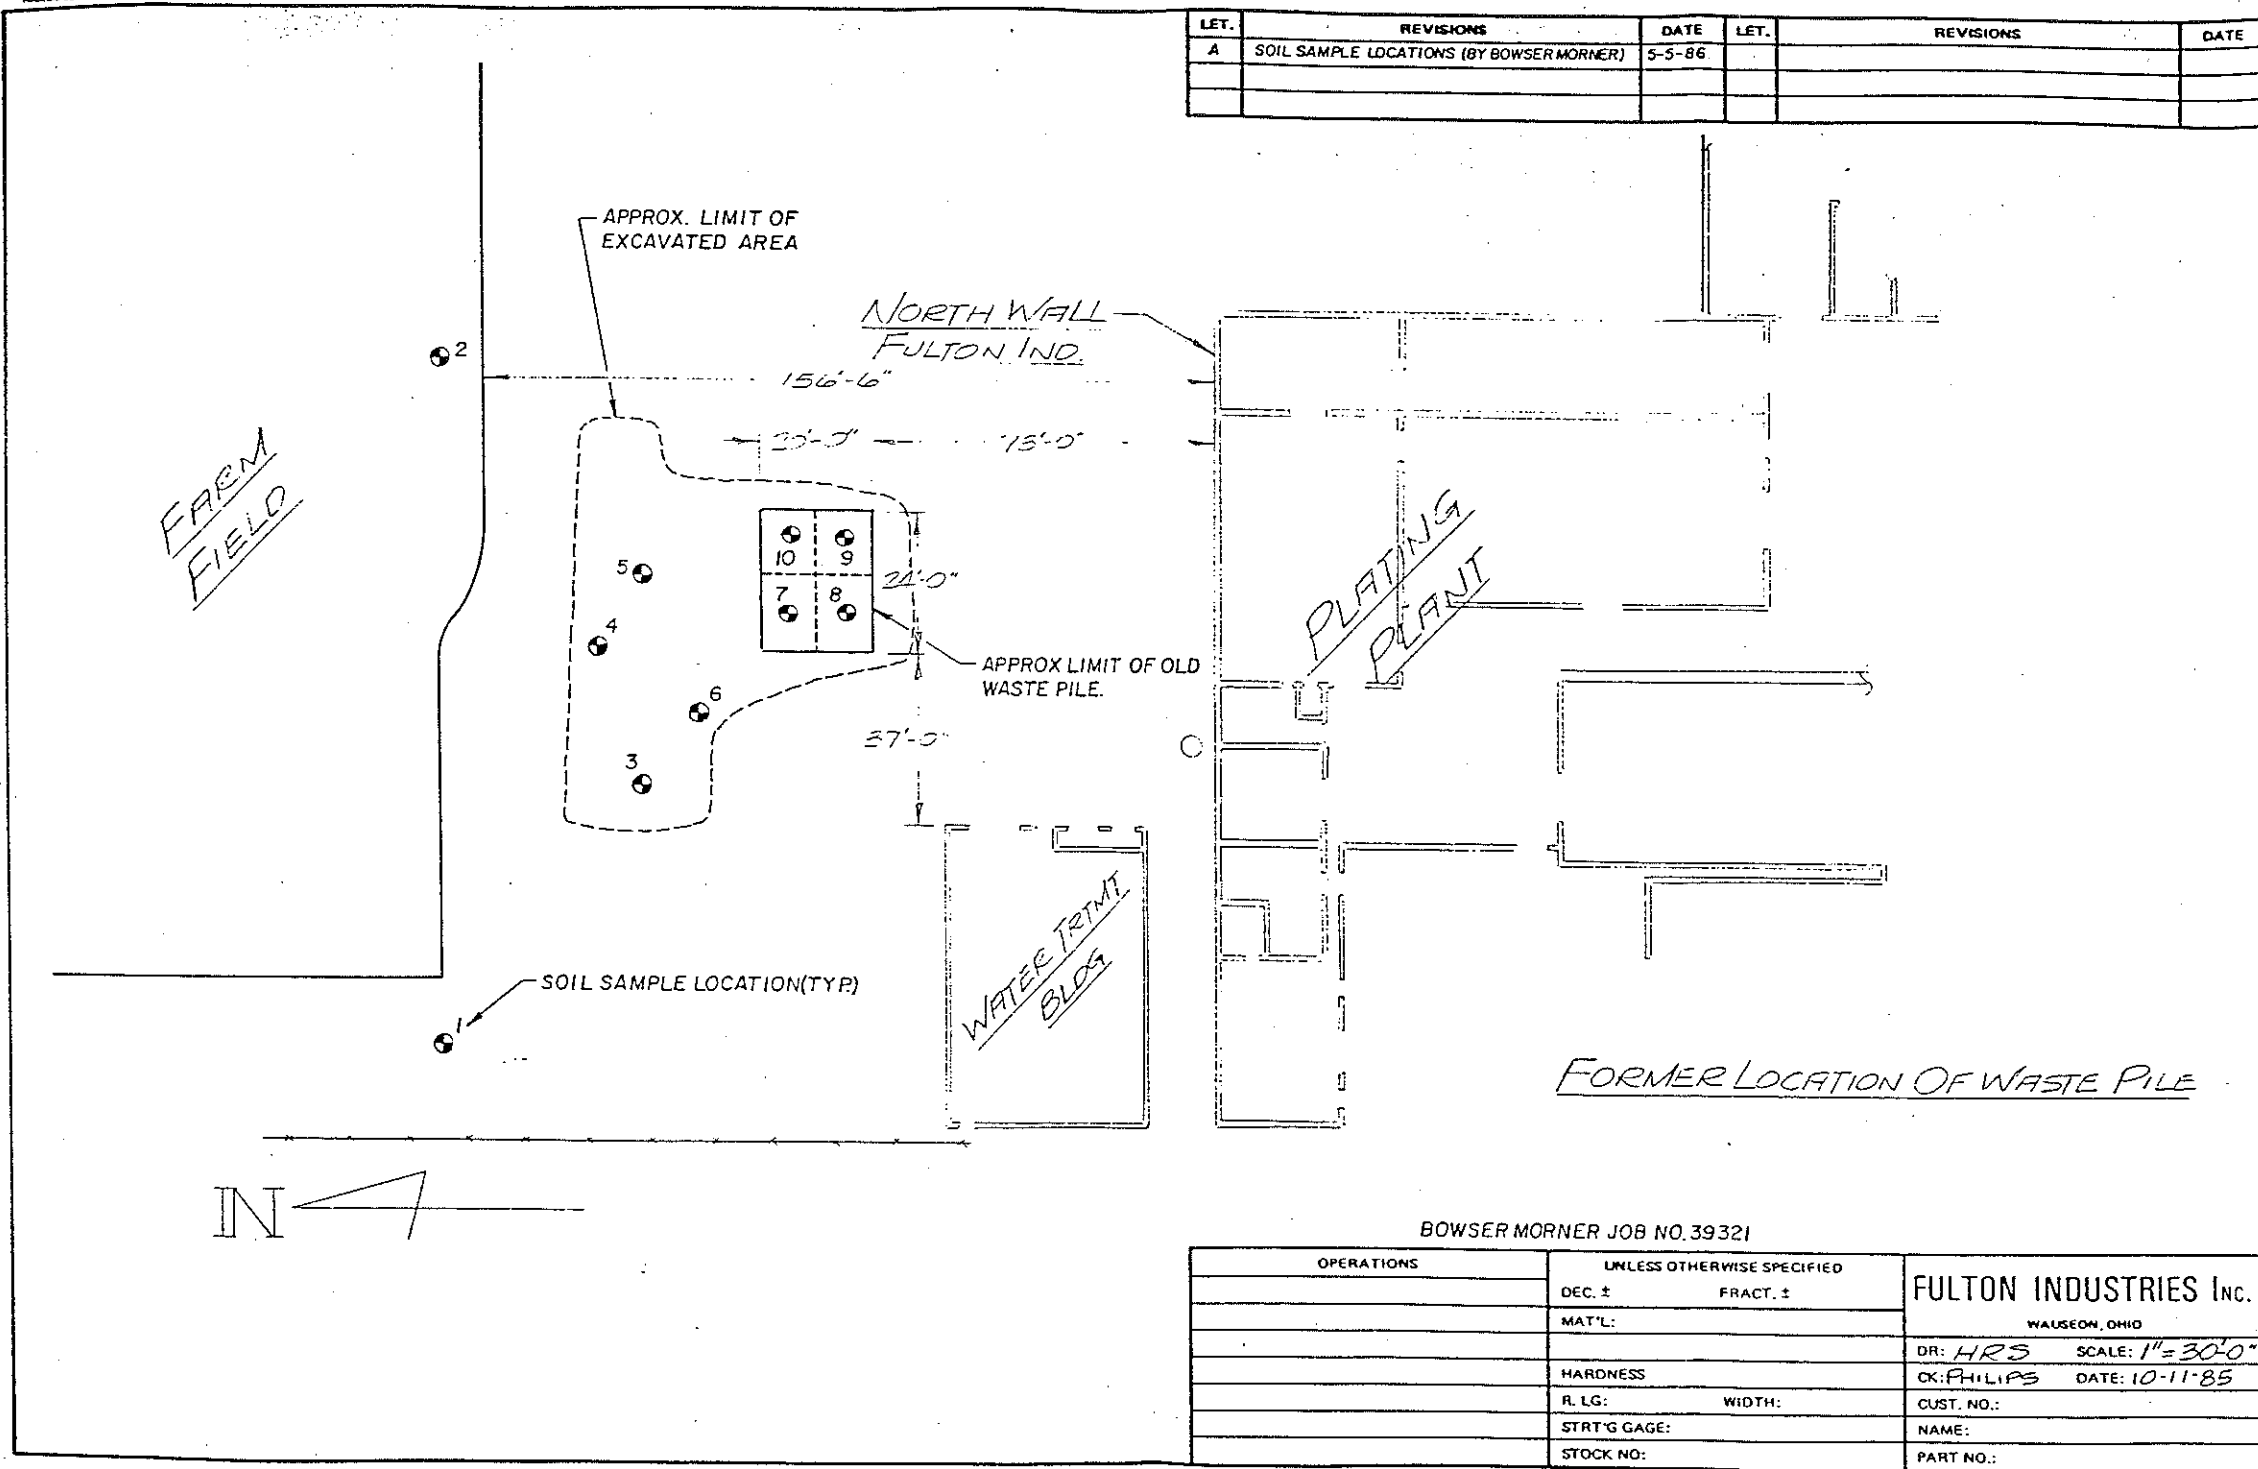 LET. REVISIONS DATE LET. REVISIONS DATE
A SOIL SAMPLE LOCATIONS (BY BOWSER MORNER) 5-5-86
APPROX. LIMIT OF
EXCAVATED AREA
NORTH WALL
FULTON IND.
2
156'-6"
20'-0"
75'-0"
FARM
FIELD
10
9
5
24'-0"
7
8
4
PLATING
PLANT
APPROX LIMIT OF OLD
WASTE PILE.
6
37'-0"
3
WATER TRTMT
BLDG
SOIL SAMPLE LOCATION(TYP.)
1
FORMER LOCATION OF WASTE PILE
N
BOWSER MORNER JOB NO. 39321
OPERATIONS
UNLESS OTHERWISE SPECIFIED
DEC. ± FRACT. ±
MAT'L:
HARDNESS
R. LG: WIDTH:
STRT'G GAGE:
STOCK NO:
FULTON INDUSTRIES INC.
WAUSEON, OHIO
DR: HRS SCALE: 1"=30'-0"
CK: PHILIPS DATE: 10-11-85
CUST. NO.:
NAME:
PART NO.: